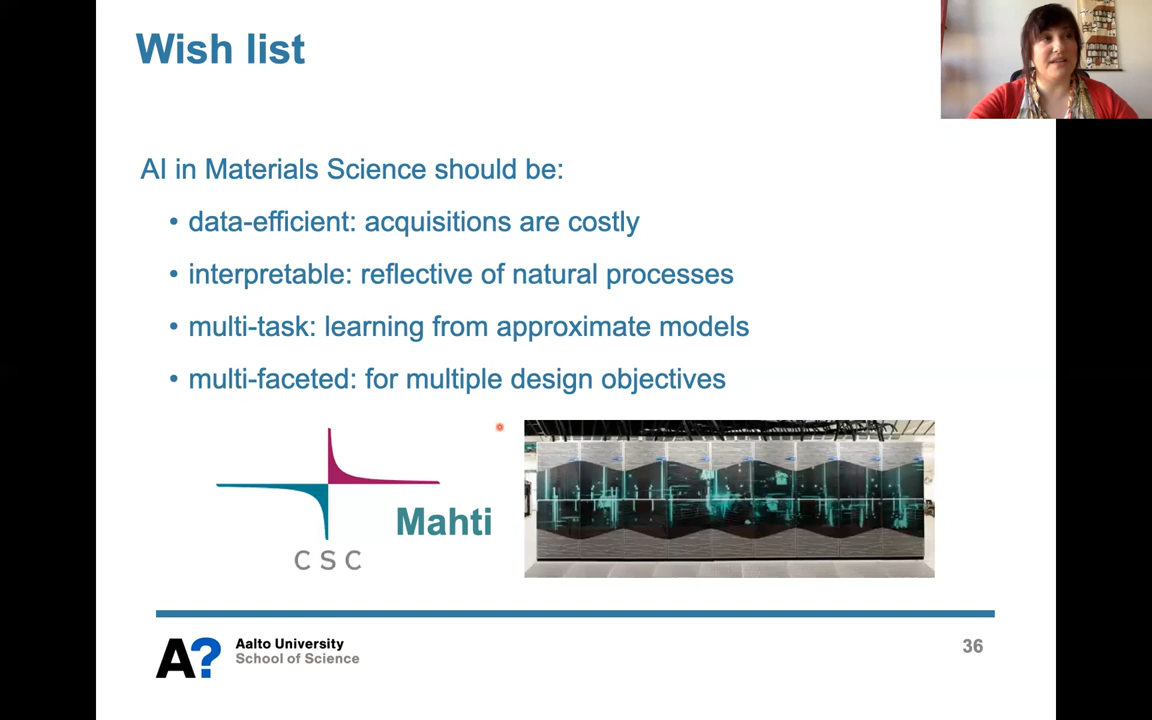 Wish list
AI in Materials Science should be:
• data-efficient: acquisitions are costly
• interpretable: reflective of natural processes
• multi-task: learning from approximate models
• multi-faceted: for multiple design objectives
Mahti
CSC
A?
Aalto University
School of Science
36